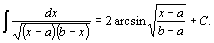 ∫ dx / √((x − a)(b − x)) = 2 arcsin √((x − a)/(b − a)) + C.